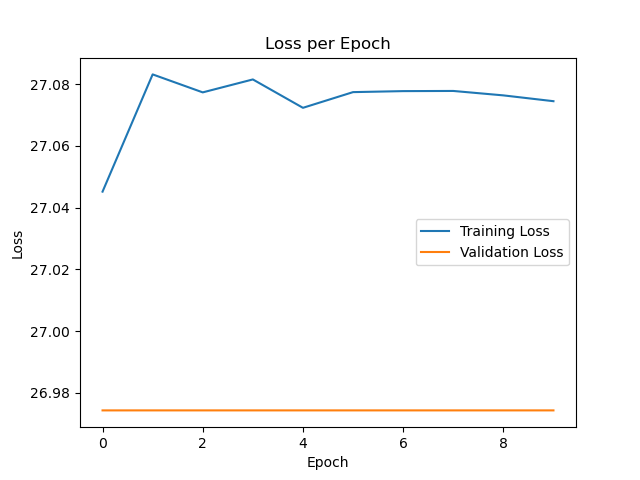 Loss per Epoch
27.08
27.06
27.04
27.02
27.00
26.98
Loss
Training Loss
Validation Loss
0 2 4 6 8
Epoch